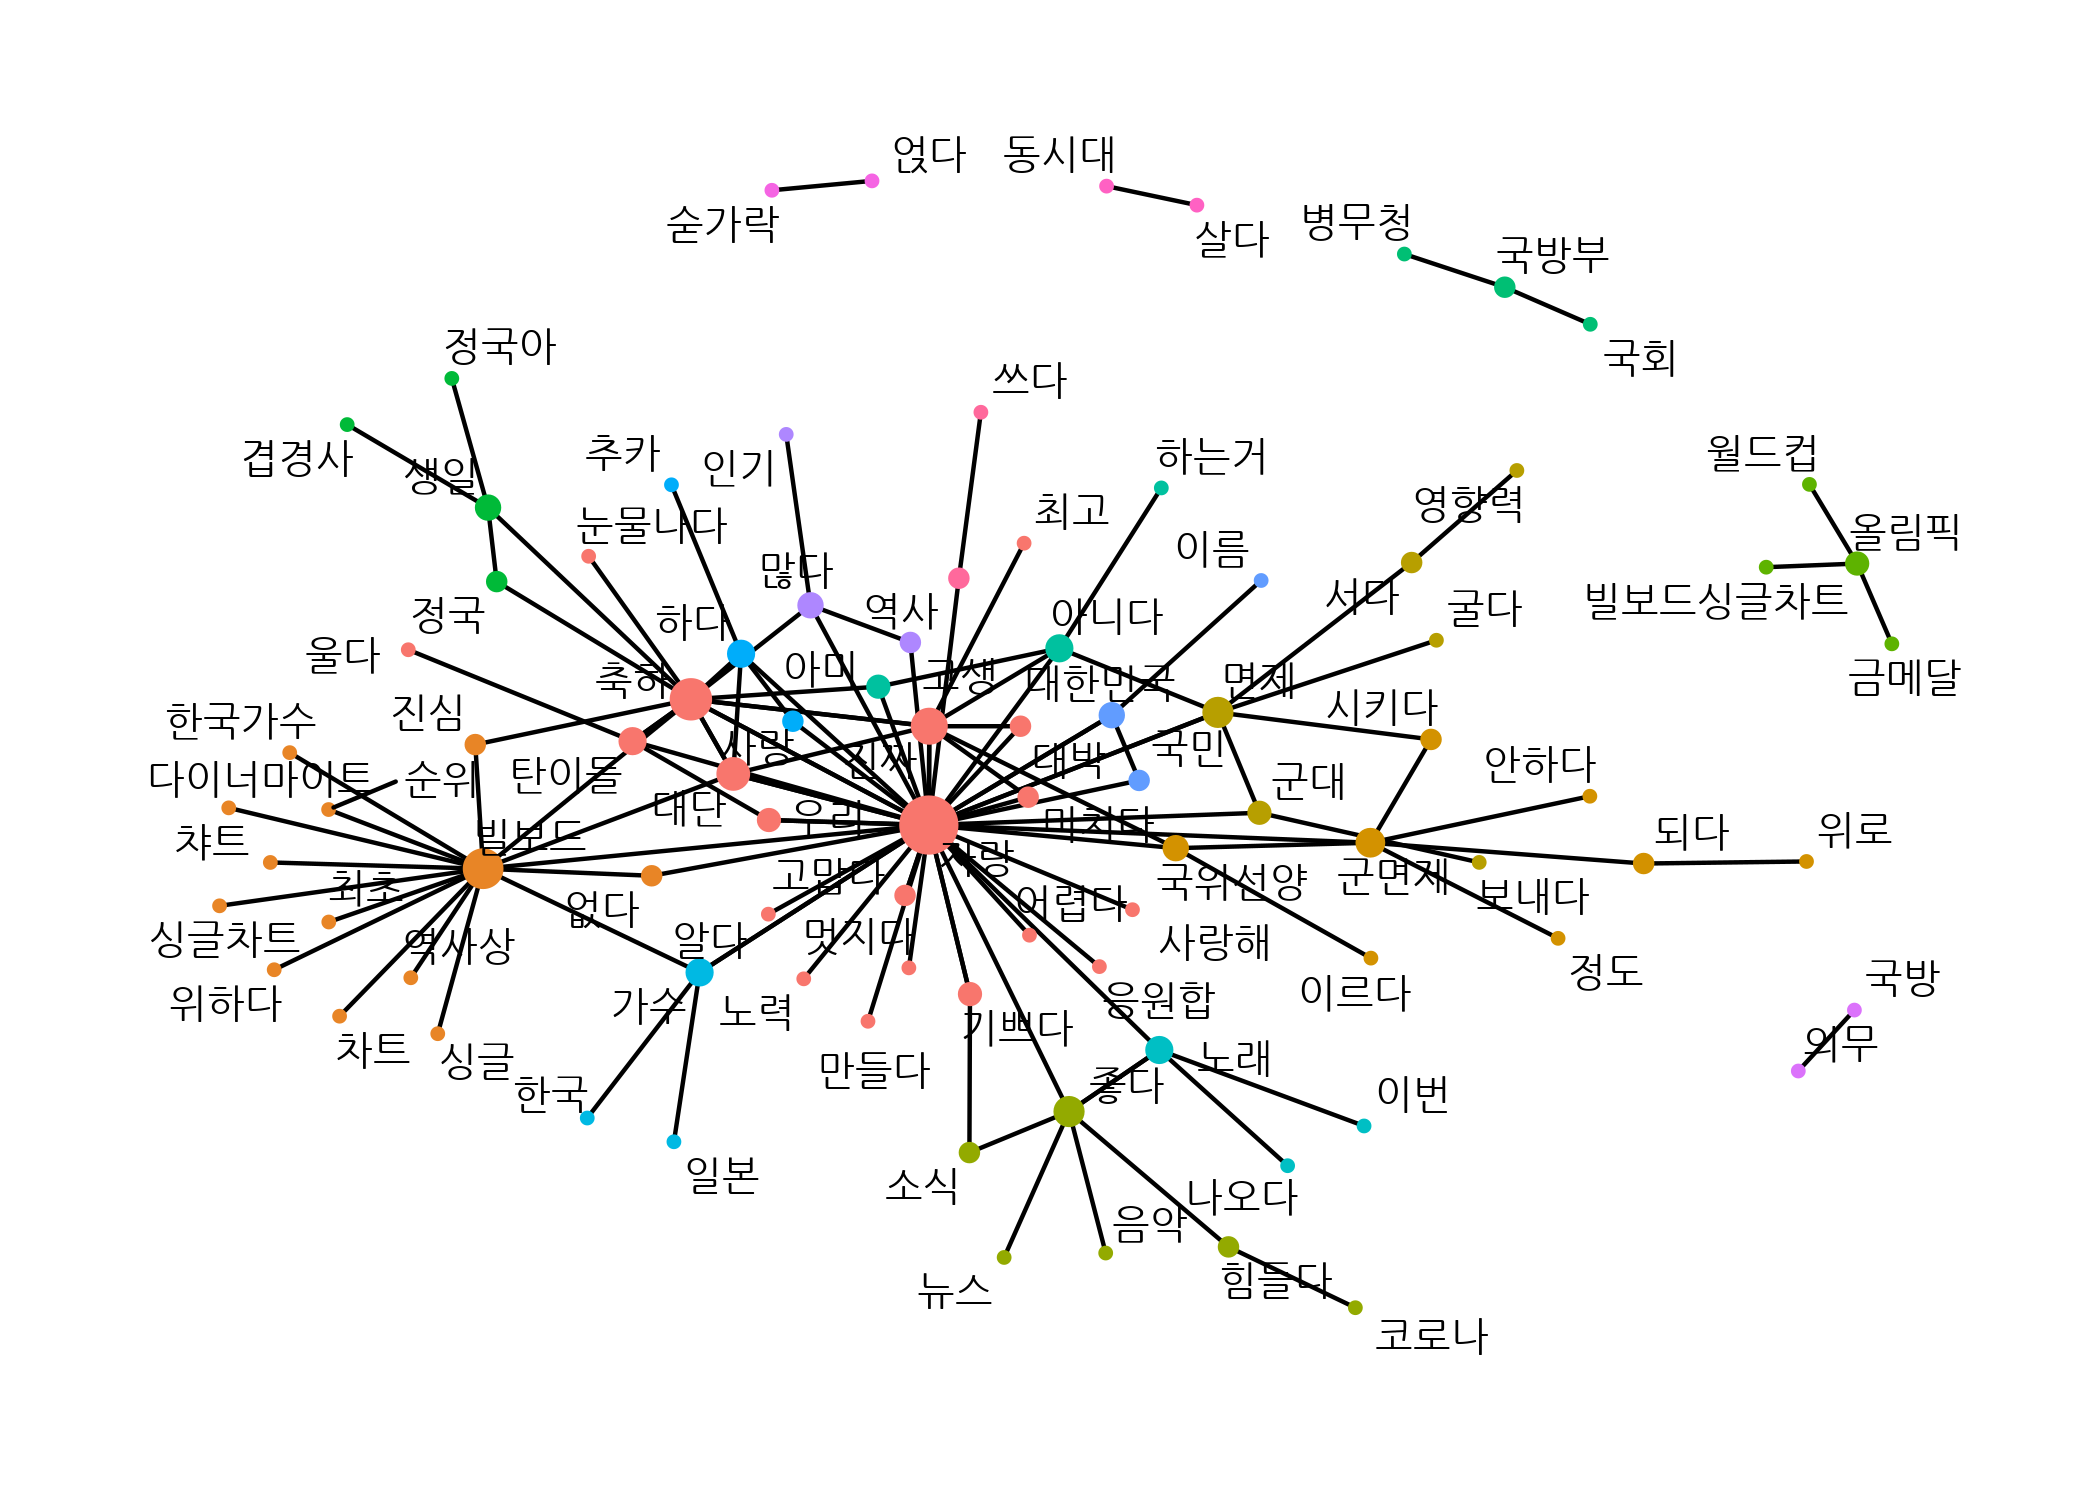 얹다
동시대
숟가락
살다
병무청
국방부
국회
정국아
쓰다
겹경사
생일
추카
인기
하는거
월드컵
영향력
최고
눈물나다
올림픽
이름
많다
빌보드싱글차트
서다
굴다
정국
하다
역사
아니다
울다
축하
아미
고생
대한민국
면제
금메달
한국가수
진심
시키다
다이너마이트
순위
탄이들
사랑
진짜
대박
국민
군대
안하다
챠트
빌보드
대단
우리
미치다
되다
위로
최초
고맙다
자랑
국위선양
군면제
싱글차트
역사상
없다
알다
멋지다
어렵다
사랑해
보내다
위하다
가수
노력
기쁘다
응원합
이르다
정도
국방
의무
차트
싱글
한국
만들다
노래
좋다
이번
일본
소식
나오다
음악
뉴스
힘들다
코로나